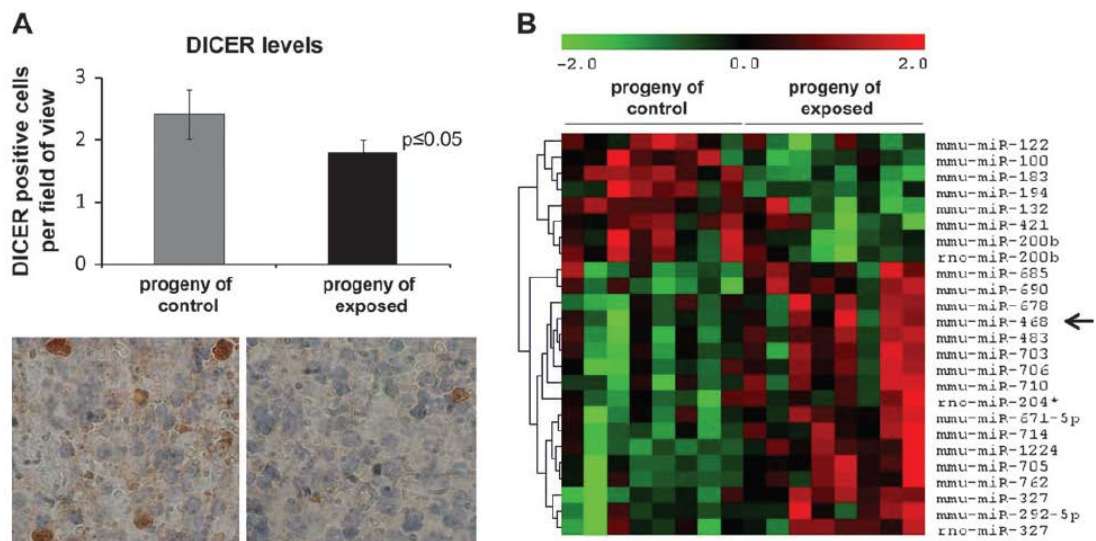 A
DICER levels
DICER positive cells
per field of view
3
2
1
0
p≤0.05
progeny of
control
progeny of
exposed
B
-2.0
0.0
2.0
progeny of
control
progeny of
exposed
mmu-miR-122
mmu-miR-100
mmu-miR-183
mmu-miR-194
mmu-miR-132
mmu-miR-421
mmu-miR-200b
rno-miR-200b
mmu-miR-685
mmu-miR-690
mmu-miR-678
mmu-miR-468
mmu-miR-483
mmu-miR-703
mmu-miR-706
mmu-miR-710
rno-miR-204*
mmu-miR-671-5p
mmu-miR-714
mmu-miR-1224
mmu-miR-705
mmu-miR-762
mmu-miR-327
mmu-miR-292-5p
rno-miR-327